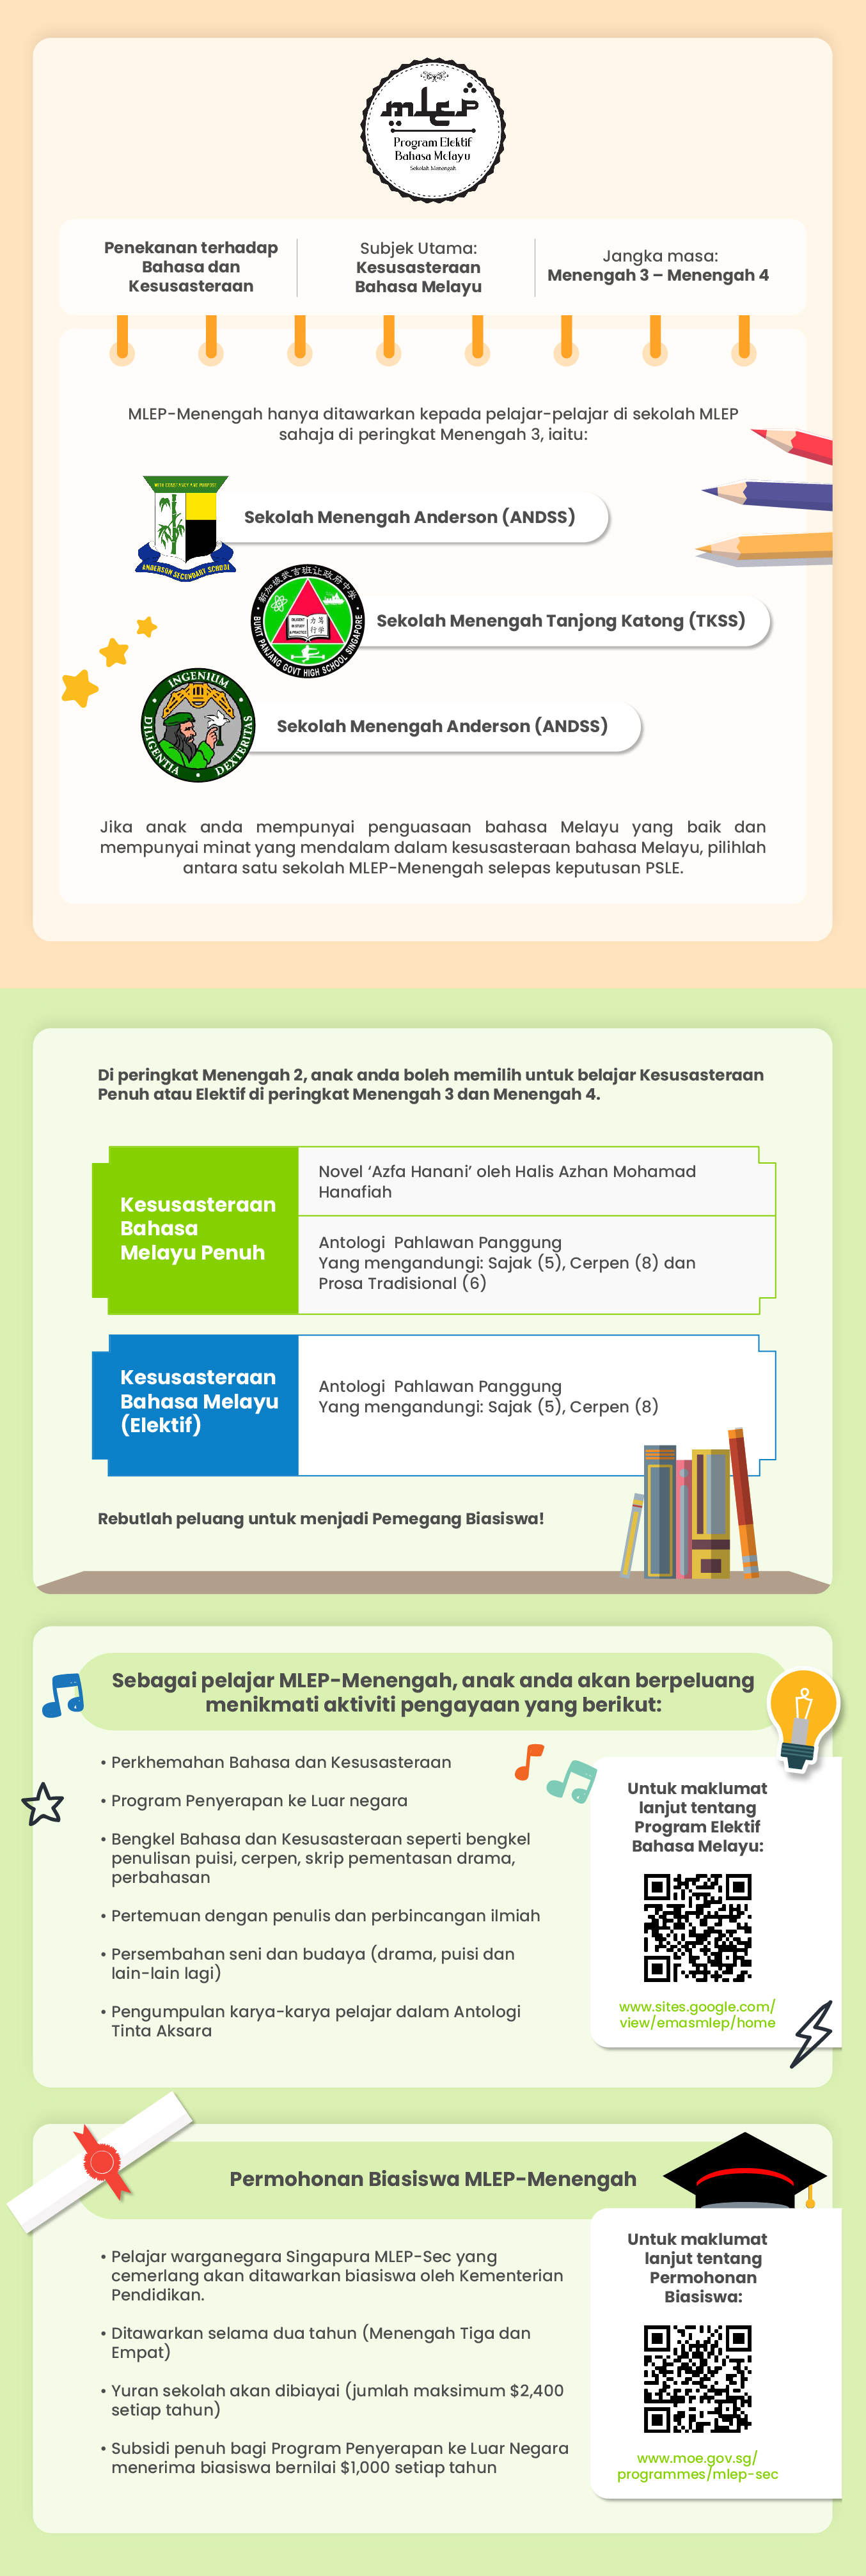 mlep
Program Elektif
Bahasa Melayu
Sekolah Menengah
Penekanan terhadap
Bahasa dan
Kesusasteraan
Subjek Utama:
Kesusasteraan
Bahasa Melayu
Jangka masa:
Menengah 3 – Menengah 4
MLEP-Menengah hanya ditawarkan kepada pelajar-pelajar di sekolah MLEP
sahaja di peringkat Menengah 3, iaitu:
WITH CONSTANCY AND PURPOSE
ANDERSON SECONDARY SCHOOL
Sekolah Menengah Anderson (ANDSS)
新加坡武吉班让政府中学
BUKIT PANJANG GOVT HIGH SCHOOL SINGAPORE
Sekolah Menengah Tanjong Katong (TKSS)
INGENIUM
DILIGENTIA
DEXTERITAS
Sekolah Menengah Anderson (ANDSS)
Jika anak anda mempunyai penguasaan bahasa Melayu yang baik dan
mempunyai minat yang mendalam dalam kesusasteraan bahasa Melayu, pilihlah
antara satu sekolah MLEP-Menengah selepas keputusan PSLE.
Di peringkat Menengah 2, anak anda boleh memilih untuk belajar Kesusasteraan
Penuh atau Elektif di peringkat Menengah 3 dan Menengah 4.
Kesusasteraan
Bahasa
Melayu Penuh
Novel ‘Azfa Hanani’ oleh Halis Azhan Mohamad
Hanafiah
Antologi Pahlawan Panggung
Yang mengandungi: Sajak (5), Cerpen (8) dan
Prosa Tradisional (6)
Kesusasteraan
Bahasa Melayu
(Elektif)
Antologi Pahlawan Panggung
Yang mengandungi: Sajak (5), Cerpen (8)
Rebutlah peluang untuk menjadi Pemegang Biasiswa!
Sebagai pelajar MLEP-Menengah, anak anda akan berpeluang
menikmati aktiviti pengayaan yang berikut:
• Perkhemahan Bahasa dan Kesusasteraan
• Program Penyerapan ke Luar negara
• Bengkel Bahasa dan Kesusasteraan seperti bengkel
penulisan puisi, cerpen, skrip pementasan drama,
perbahasan
• Pertemuan dengan penulis dan perbincangan ilmiah
• Persembahan seni dan budaya (drama, puisi dan
lain-lain lagi)
• Pengumpulan karya-karya pelajar dalam Antologi
Tinta Aksara
Untuk maklumat
lanjut tentang
Program Elektif
Bahasa Melayu:
www.sites.google.com/
view/emasmlep/home
Permohonan Biasiswa MLEP-Menengah
• Pelajar warganegara Singapura MLEP-Sec yang
cemerlang akan ditawarkan biasiswa oleh Kementerian
Pendidikan.
• Ditawarkan selama dua tahun (Menengah Tiga dan
Empat)
• Yuran sekolah akan dibiayai (jumlah maksimum $2,400
setiap tahun)
• Subsidi penuh bagi Program Penyerapan ke Luar Negara
menerima biasiswa bernilai $1,000 setiap tahun
Untuk maklumat
lanjut tentang
Permohonan
Biasiswa:
www.moe.gov.sg/
programmes/mlep-sec